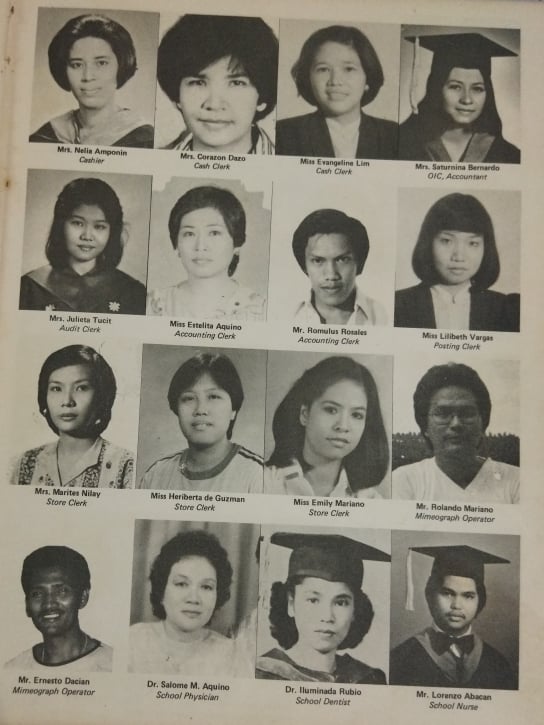 Mrs. Nelia Amponin
Cashier
Mrs. Corazon Dazo
Cash Clerk
Miss Evangeline Lim
Cash Clerk
Mrs. Saturnina Bernardo
OIC, Accountant
Mrs. Julieta Tucit
Audit Clerk
Miss Estelita Aquino
Accounting Clerk
Mr. Romulus Rosales
Accounting Clerk
Miss Lilibeth Vargas
Posting Clerk
Mrs. Marites Nilay
Store Clerk
Miss Heriberta de Guzman
Store Clerk
Miss Emily Mariano
Store Clerk
Mr. Rolando Mariano
Mimeograph Operator
Mr. Ernesto Dacian
Mimeograph Operator
Dr. Salome M. Aquino
School Physician
Dr. Iluminada Rubio
School Dentist
Mr. Lorenzo Abacan
School Nurse